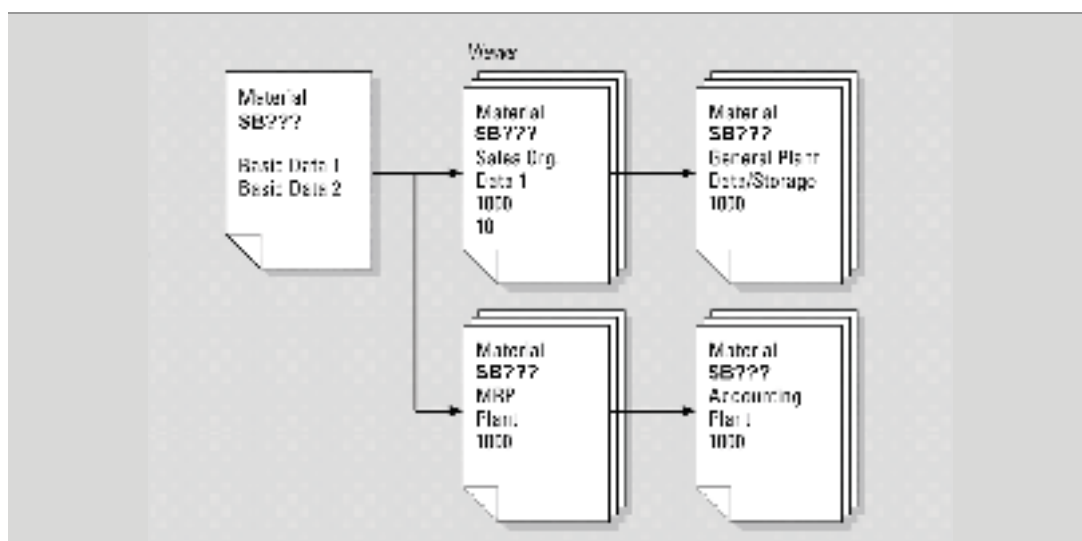 Views
Material
SB???
Basic Data 1
Basic Data 2
Material
SB???
Sales Org.
Data 1
1000
10
Material
SB???
General Plant
Data/Storage
1000
Material
SB???
MRP
Plant
1000
Material
SB???
Accounting
Plant
1000